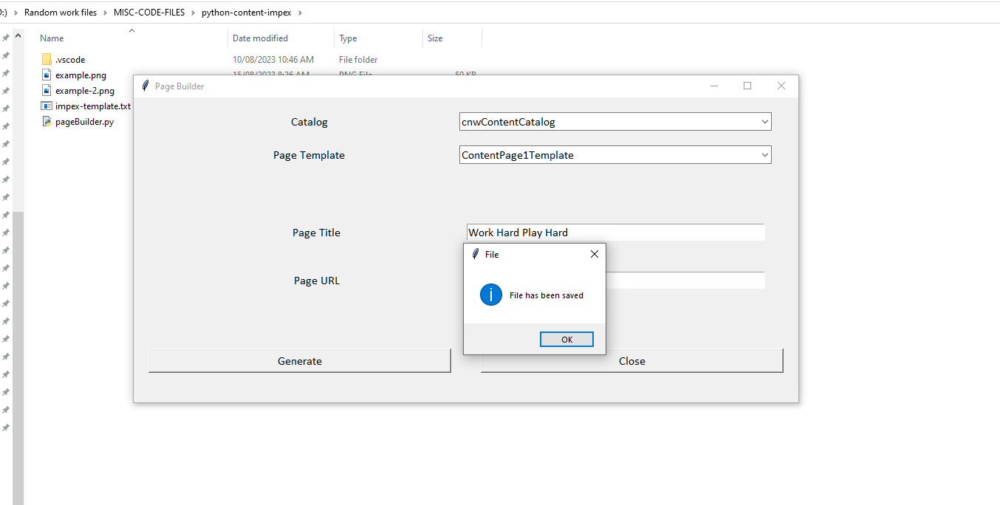 :) › Random work files › MISC-CODE-FILES › python-content-impex ›
Name Date modified Type Size
.vscode 10/08/2023 10:46 AM File folder
example.png 15/08/2023 8:26 AM PNG File 50 KB
example-2.png
impex-template.txt
pageBuilder.py
Page Builder
Catalog cnwContentCatalog
Page Template ContentPage1Template
Page Title Work Hard Play Hard
File
Page URL
File has been saved
OK
Generate Close